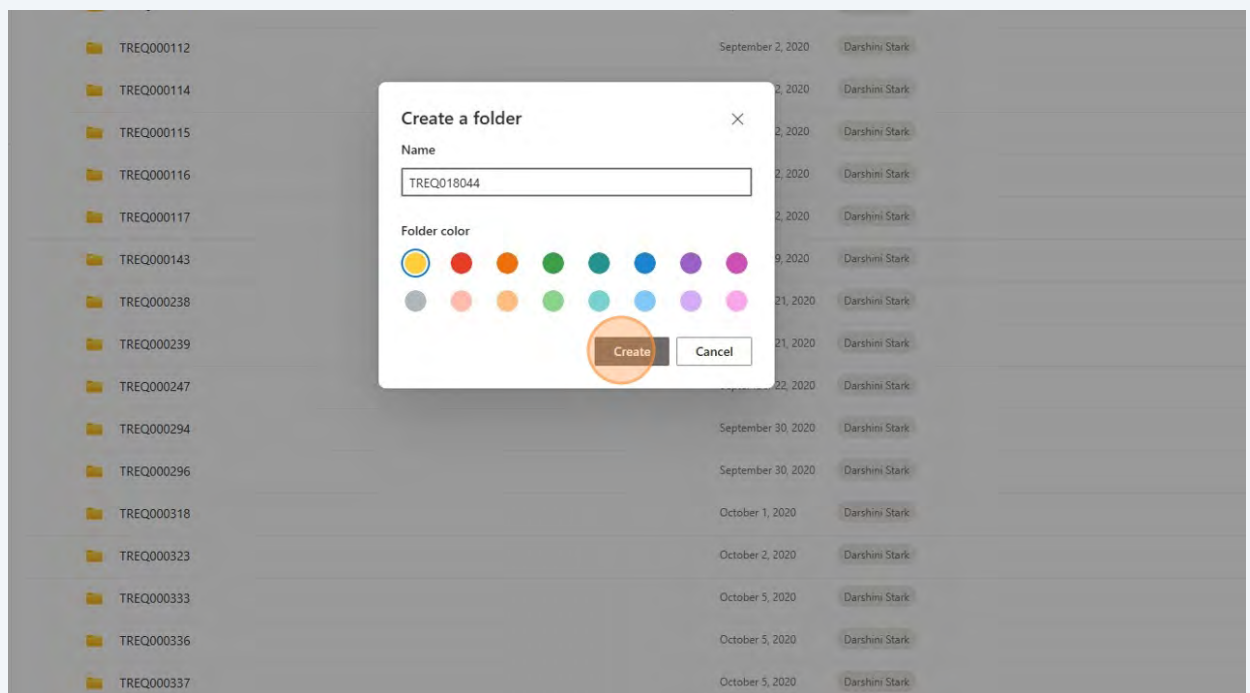 TREQ000112 September 2, 2020 Darshini Stark
TREQ000114 2, 2020 Darshini Stark
Create a folder
TREQ000115 2, 2020 Darshini Stark
Name
TREQ000116 2, 2020 Darshini Stark
TREQ018044
TREQ000117 2, 2020 Darshini Stark
Folder color
TREQ000143 9, 2020 Darshini Stark
TREQ000238 21, 2020 Darshini Stark
TREQ000239 21, 2020 Darshini Stark
Create Cancel
TREQ000247 22, 2020 Darshini Stark
TREQ000294 September 30, 2020 Darshini Stark
TREQ000296 September 30, 2020 Darshini Stark
TREQ000318 October 1, 2020 Darshini Stark
TREQ000323 October 2, 2020 Darshini Stark
TREQ000333 October 5, 2020 Darshini Stark
TREQ000336 October 5, 2020 Darshini Stark
TREQ000337 October 5, 2020 Darshini Stark